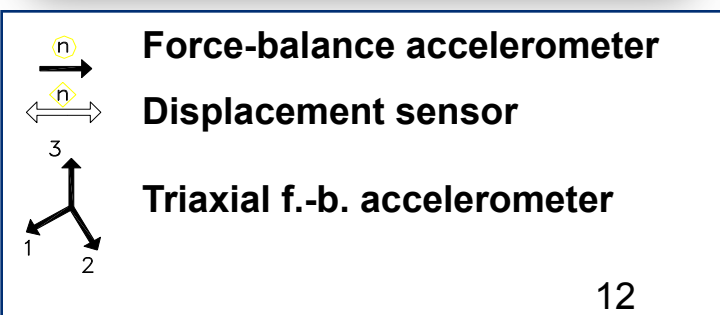 n Force-balance accelerometer
n Displacement sensor
3
Triaxial f.-b. accelerometer
1
2
12